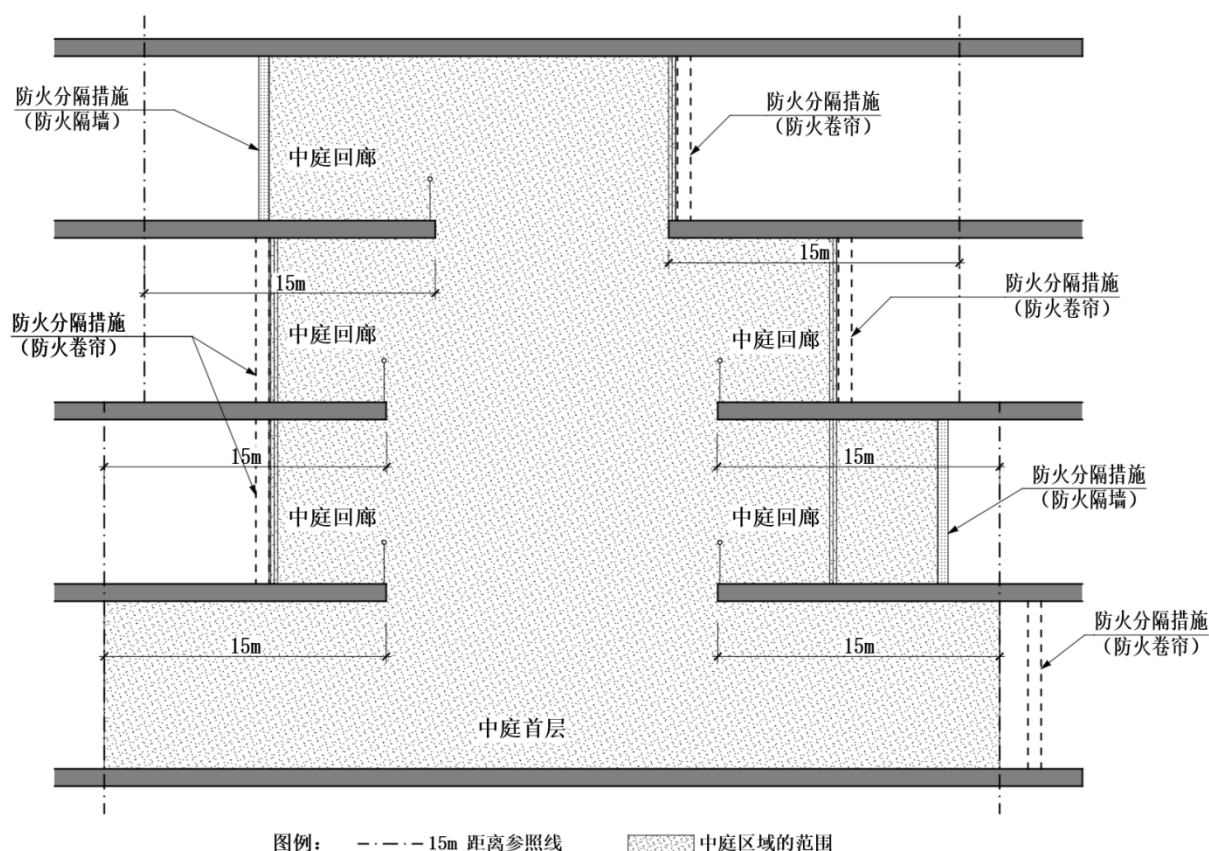 防火分隔措施
（防火隔墙）
中庭回廊
防火分隔措施
（防火卷帘）
15m
15m
防火分隔措施
（防火卷帘）
中庭回廊
中庭回廊
防火分隔措施
（防火卷帘）
15m
15m
防火分隔措施
（防火隔墙）
中庭回廊
中庭回廊
15m
15m
防火分隔措施
（防火卷帘）
中庭首层
图例： 15m 距离参照线 中庭区域的范围